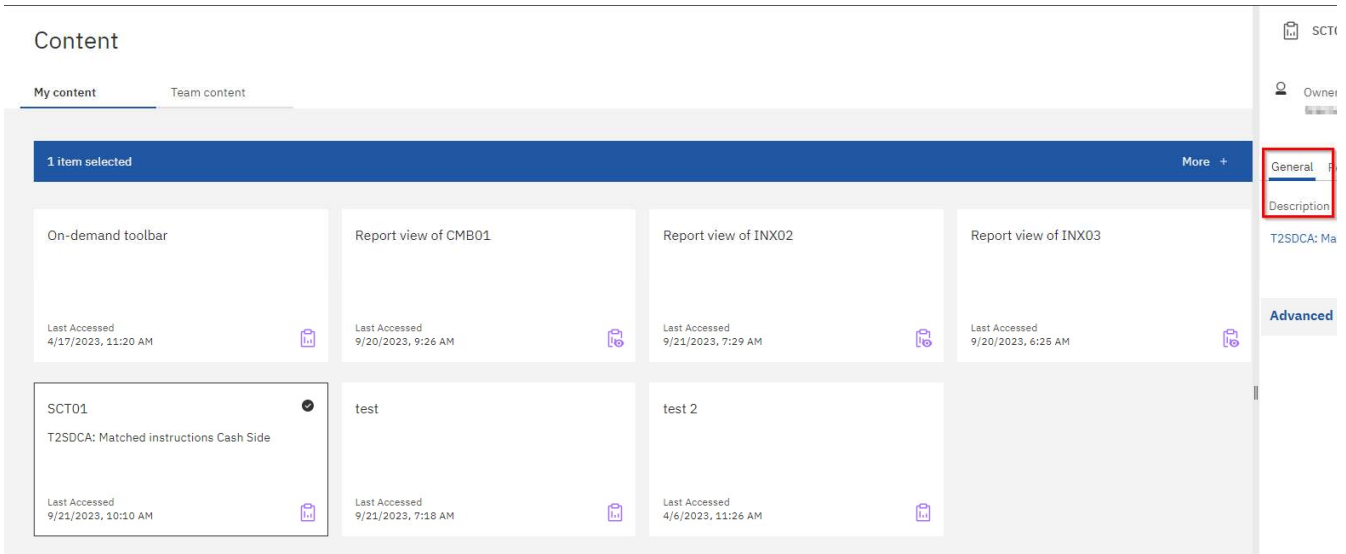 Content
My content Team content
1 item selected More +
On-demand toolbar
Last Accessed
4/17/2023, 11:20 AM
Report view of CMB01
Last Accessed
9/20/2023, 9:26 AM
Report view of INX02
Last Accessed
9/21/2023, 7:29 AM
Report view of INX03
Last Accessed
9/20/2023, 6:25 AM
SCT01
T2SDCA: Matched instructions Cash Side
Last Accessed
9/21/2023, 10:10 AM
test
Last Accessed
9/21/2023, 7:18 AM
test 2
Last Accessed
4/6/2023, 11:26 AM
Owner
General
Description
T2SDCA: Ma
Advanced